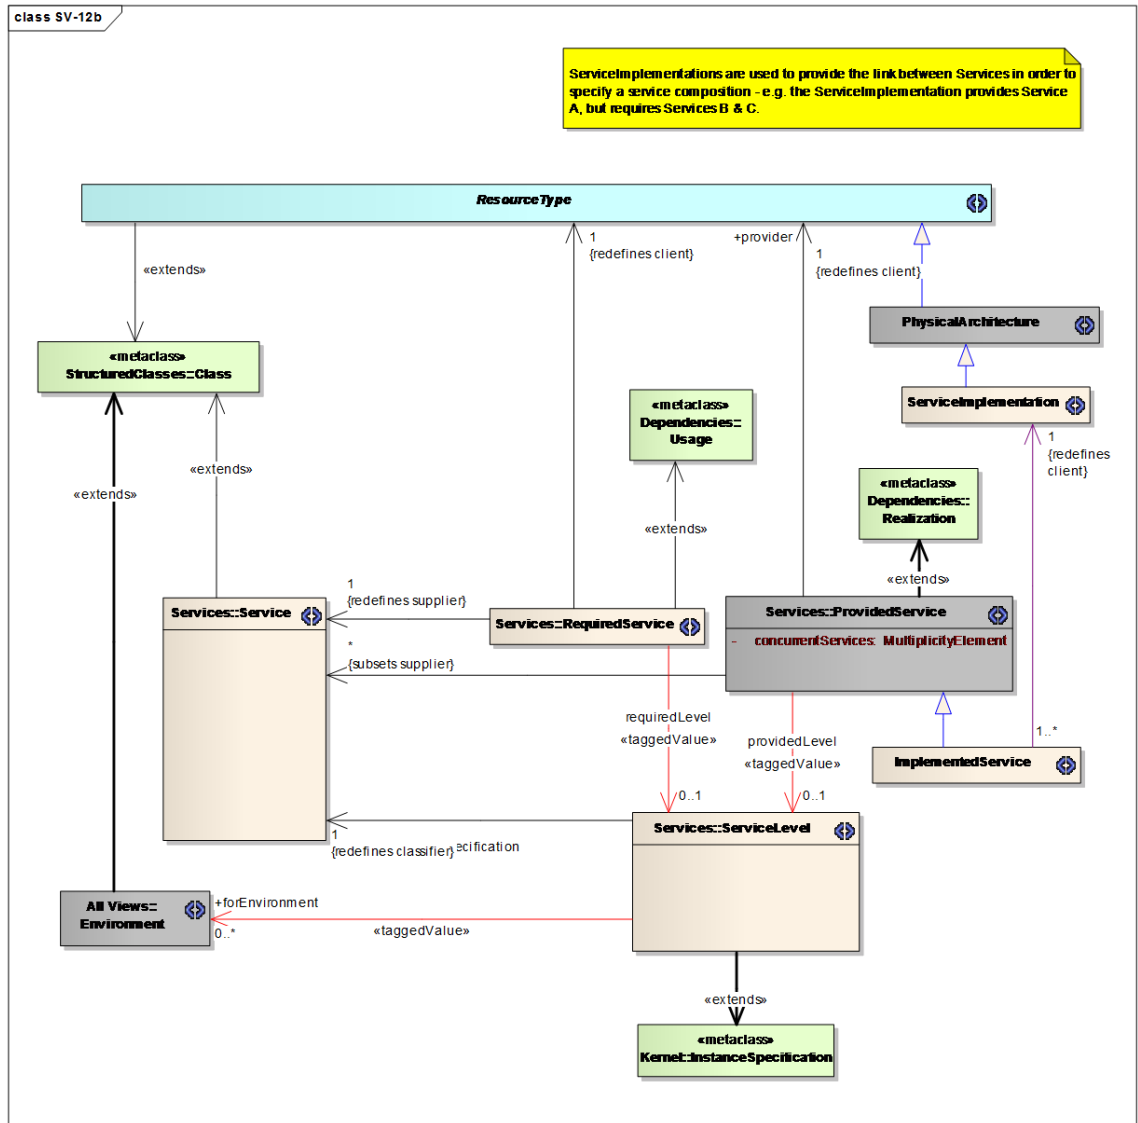 class SV-12b
ServiceImplementations are used to provide the link between Services in order to
specify a service composition - e.g. the ServiceImplementation provides Service
A, but requires Services B & C.
ResourceType
1
{redefines client}
+provider
1
{redefines client}
«extends»
PhysicalArchitecture
«metaclass»
StructuredClasses::Class
ServiceImplementation
«metaclass»
Dependencies::
Usage
1
{redefines
client}
«extends»
«extends»
«metaclass»
Dependencies::
Realization
«extends»
«extends»
1
{redefines supplier}
Services::Service
Services::RequiredService
Services::ProvidedService
- concurrentServices: MultiplicityElement
*
{subsets supplier}
requiredLevel
«taggedValue»
providedLevel
«taggedValue»
1..*
ImplementedService
0..1
0..1
Services::ServiceLevel
1
{redefines classifier}
ecification
All Views::
Environment
+forEnvironment
0..*
«taggedValue»
«extends»
«metaclass»
Kernel::InstanceSpecification